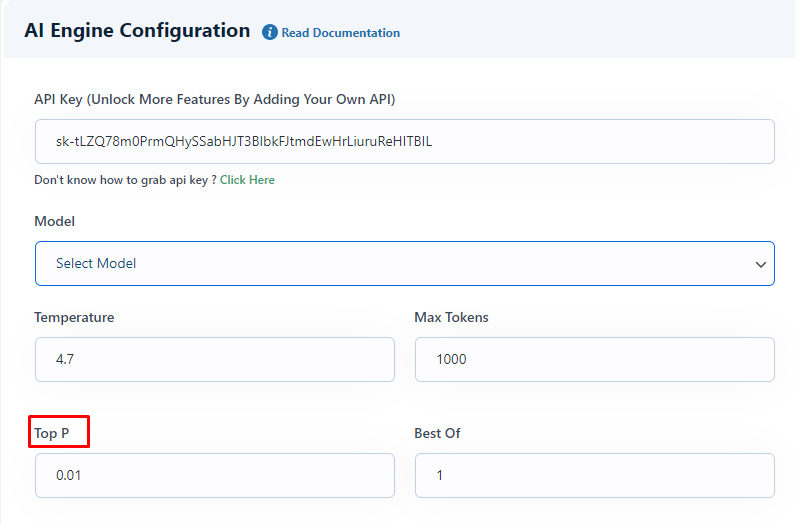 AI Engine Configuration i Read Documentation
API Key (Unlock More Features By Adding Your Own API)
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
Don't know how to grab api key ? Click Here
Model
Select Model
Temperature Max Tokens
4.7 1000
Top P Best Of
0.01 1